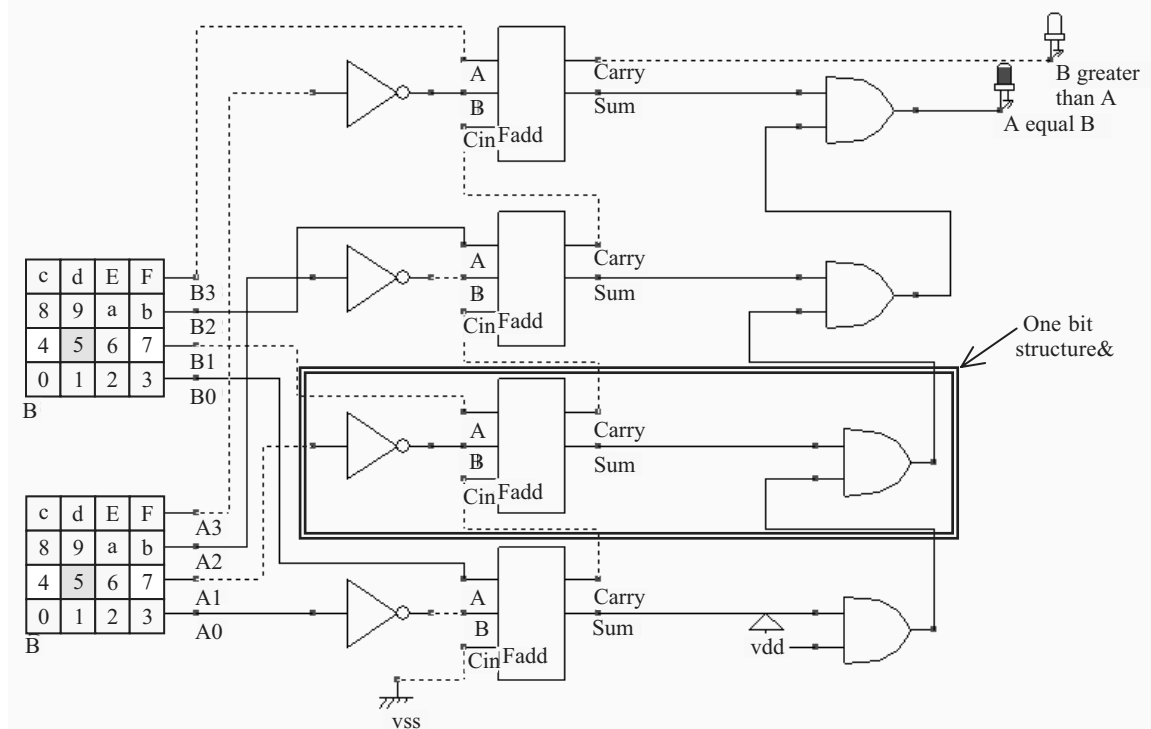 A
B
Cin Fadd
Carry
Sum
B greater
than A
A equal B
A
B
Cin Fadd
Carry
Sum
c d E F
8 9 a b
4 5 6 7
0 1 2 3
B
B3
B2
B1
B0
One bit
structure&
A
B
Cin Fadd
Carry
Sum
c d E F
8 9 a b
4 5 6 7
0 1 2 3
B
A3
A2
A1
A0
A
B
Cin Fadd
Carry
Sum
vdd
vss